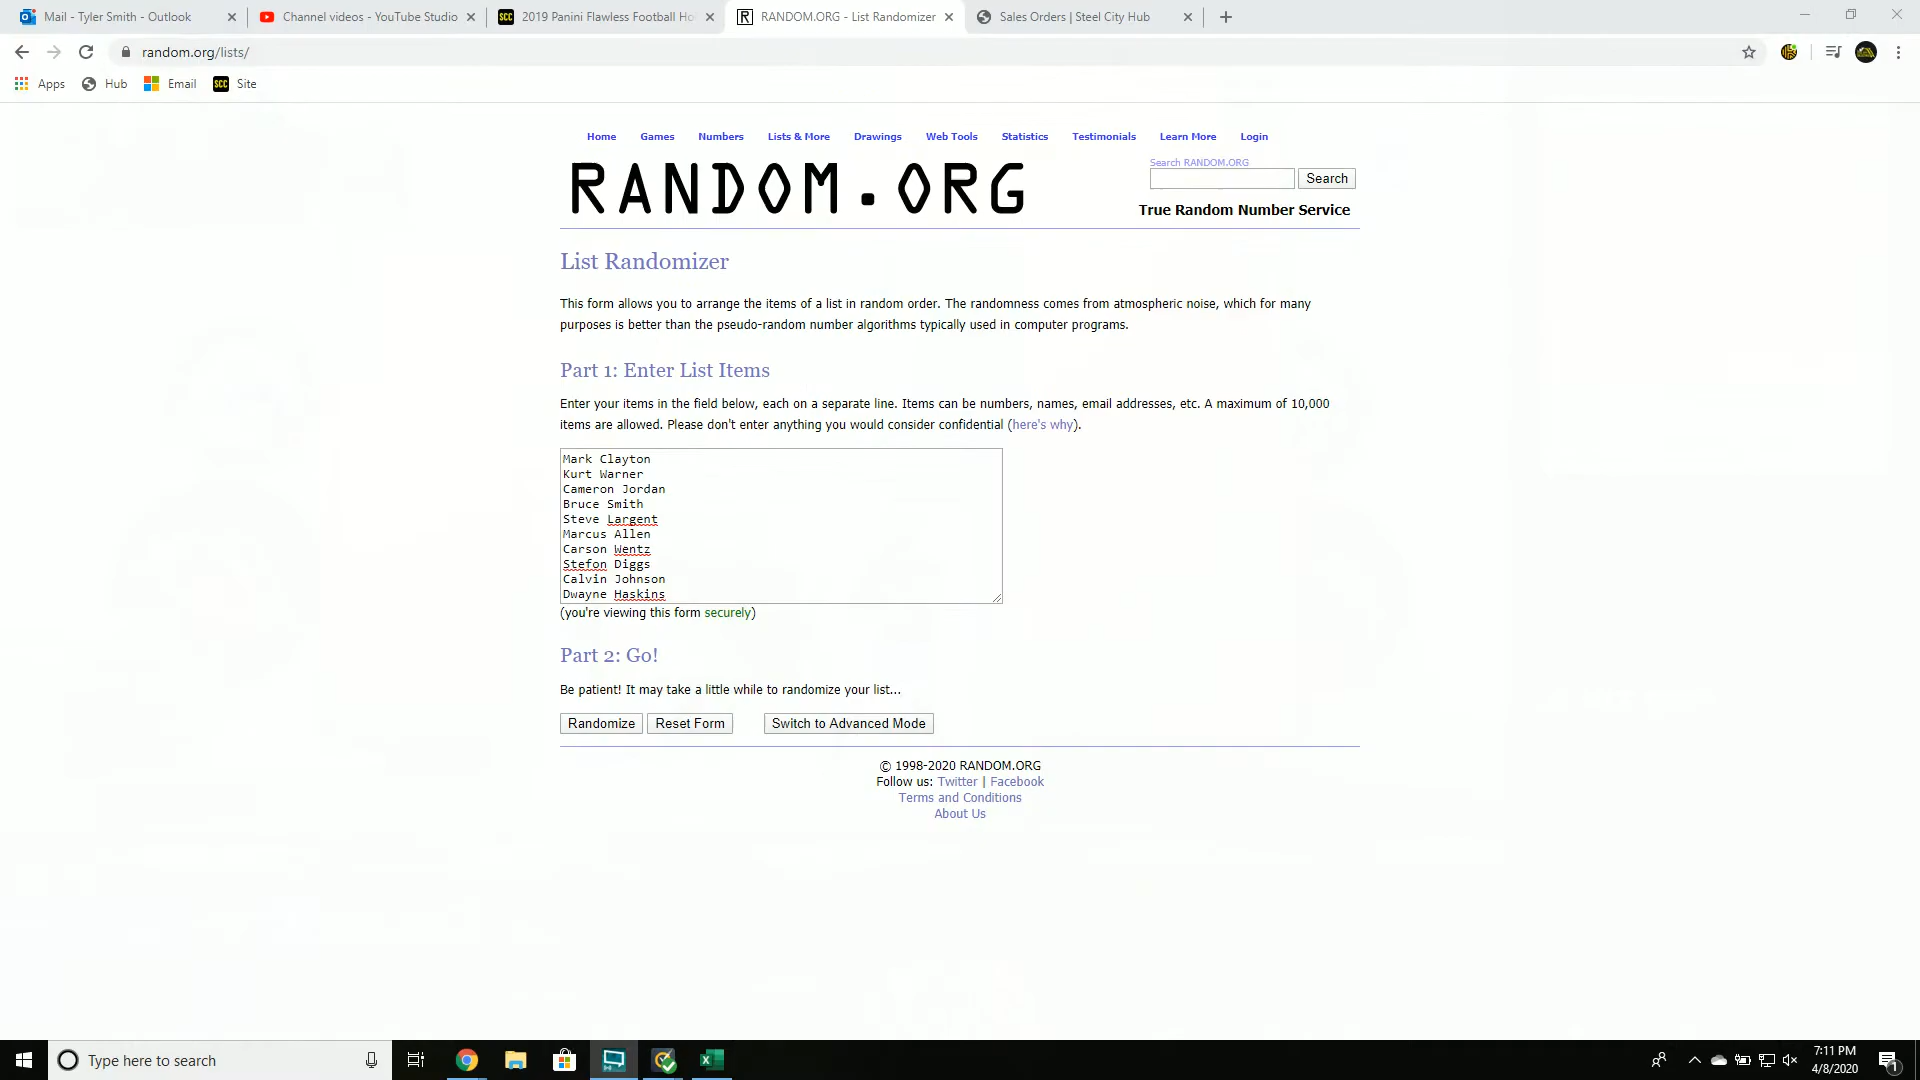 Mail - Tyler Smith - Outlook
Channel videos - YouTube Studio
SCC 2019 Panini Flawless Football Ho
R RANDOM.ORG - List Randomizer
Sales Orders | Steel City Hub
random.org/lists/
Apps Hub Email SCC Site
Home Games Numbers Lists & More Drawings Web Tools Statistics Testimonials Learn More Login
RANDOM.ORG
Search RANDOM.ORG
Search
True Random Number Service
List Randomizer
This form allows you to arrange the items of a list in random order. The randomness comes from atmospheric noise, which for many
purposes is better than the pseudo-random number algorithms typically used in computer programs.
Part 1: Enter List Items
Enter your items in the field below, each on a separate line. Items can be numbers, names, email addresses, etc. A maximum of 10,000
items are allowed. Please don't enter anything you would consider confidential (here's why).
Mark Clayton
Kurt Warner
Cameron Jordan
Bruce Smith
Steve Largent
Marcus Allen
Carson Wentz
Stefon Diggs
Calvin Johnson
Dwayne Haskins
(you're viewing this form securely)
Part 2: Go!
Be patient! It may take a little while to randomize your list...
Randomize Reset Form Switch to Advanced Mode
© 1998-2020 RANDOM.ORG
Follow us: Twitter | Facebook
Terms and Conditions
About Us
Type here to search
7:11 PM
4/8/2020
1